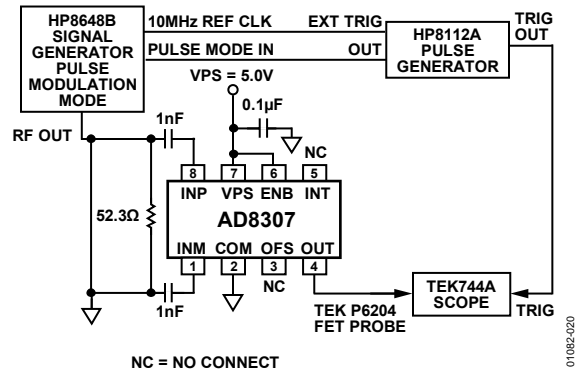 HP8648B
SIGNAL
GENERATOR
PULSE
MODULATION
MODE
10MHz REF CLK
EXT TRIG
PULSE MODE IN
OUT
HP8112A
PULSE
GENERATOR
TRIG
OUT
VPS = 5.0V
0.1µF
1nF
RF OUT
NC
8
7
6
5
INP
VPS
ENB
INT
AD8307
52.3Ω
INM
COM
OFS
OUT
1
2
3
4
NC
1nF
TEK P6204
FET PROBE
TEK744A
SCOPE
TRIG
NC = NO CONNECT
01082-020